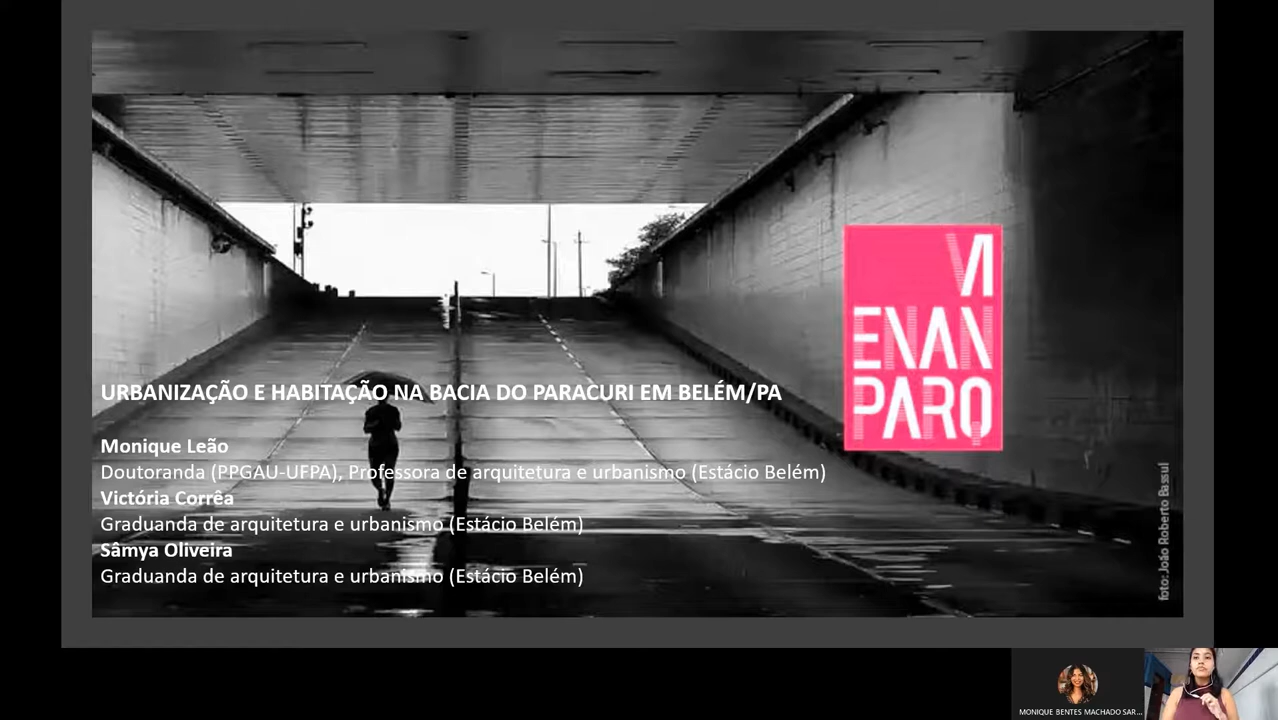 VI
ENAN
PARQ
URBANIZAÇÃO E HABITAÇÃO NA BACIA DO PARACURI EM BELÉM/PA
Monique Leão
Doutoranda (PPGAU-UFPA), Professora de arquitetura e urbanismo (Estácio Belém)
Victória Corrêa
Graduanda de arquitetura e urbanismo (Estácio Belém)
Sâmya Oliveira
Graduanda de arquitetura e urbanismo (Estácio Belém)
foto: João Roberto Bassul
MONIQUE BENTES MACHADO SAR...